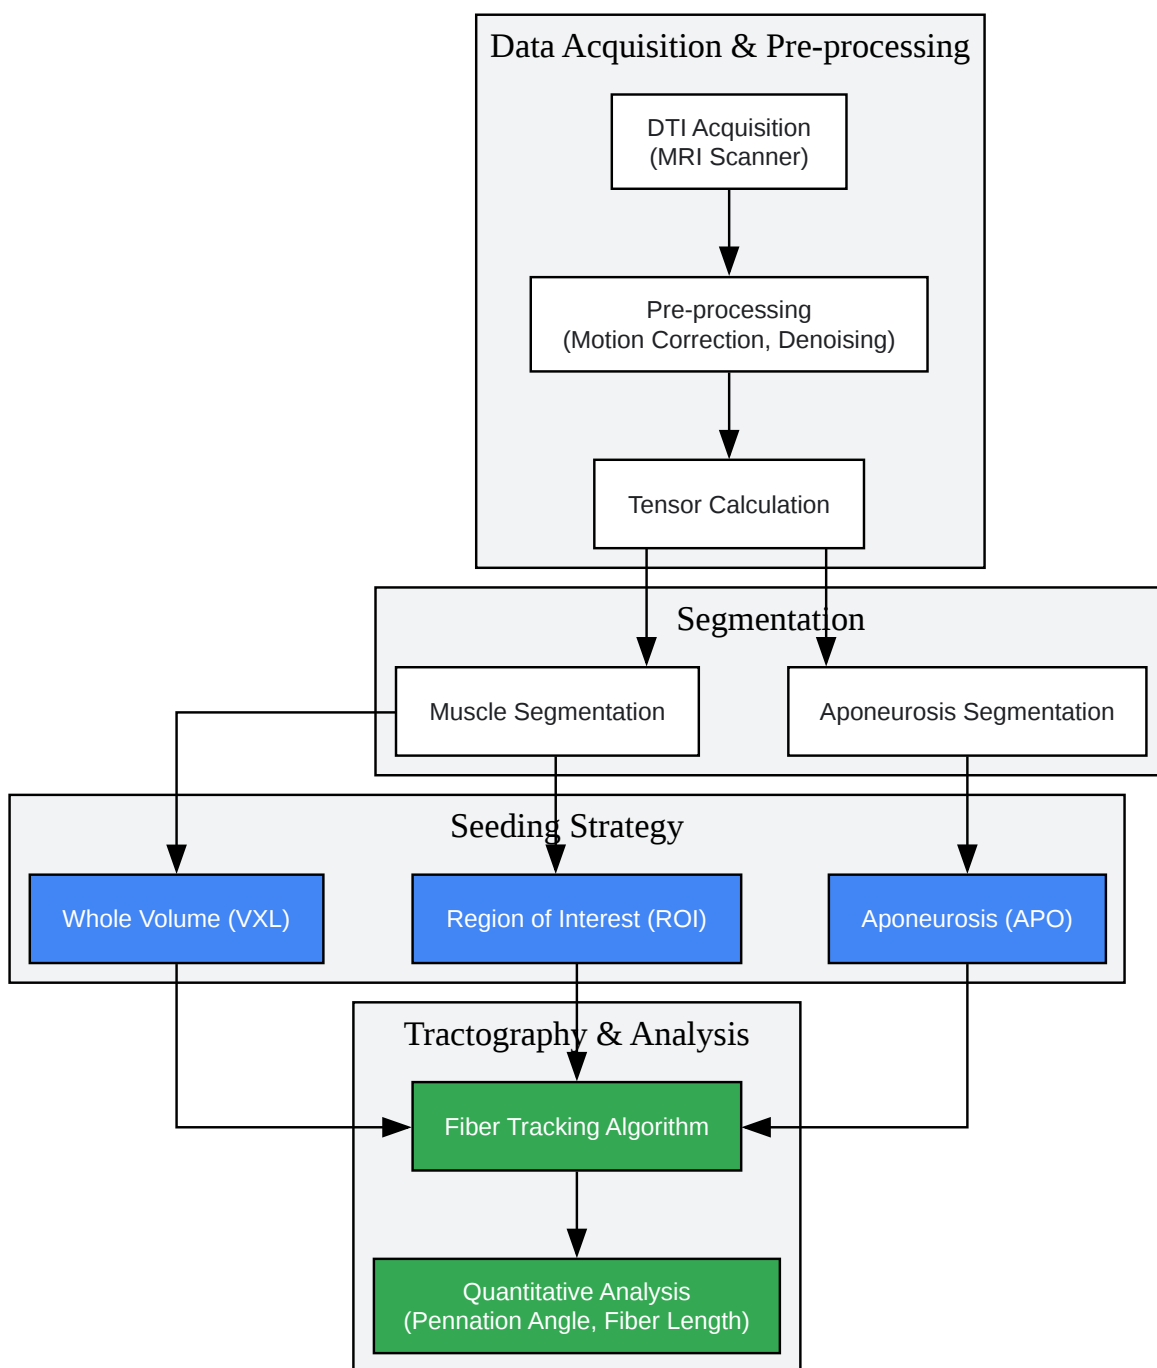 Data Acquisition & Pre-processing
DTI Acquisition
(MRI Scanner)
Pre-processing
(Motion Correction, Denoising)
Tensor Calculation
Segmentation
Muscle Segmentation
Aponeurosis Segmentation
Seeding Strategy
Whole Volume (VXL)
Region of Interest (ROI)
Aponeurosis (APO)
Tractography & Analysis
Fiber Tracking Algorithm
Quantitative Analysis
(Pennation Angle, Fiber Length)